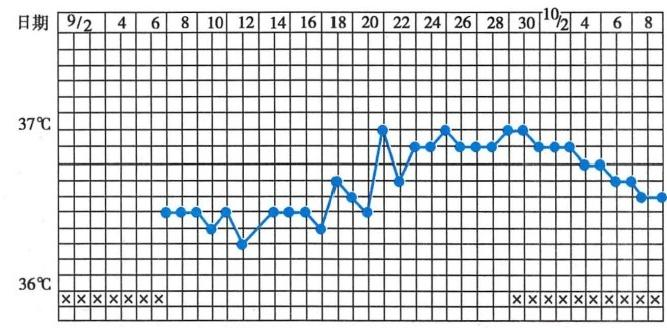 日期 9/2 4 6 8 10 12 14 16 18 20 22 24 26 28 30 10/2 4 6 8
37℃
36℃
× × × × × × × × × × × × × × × × ×